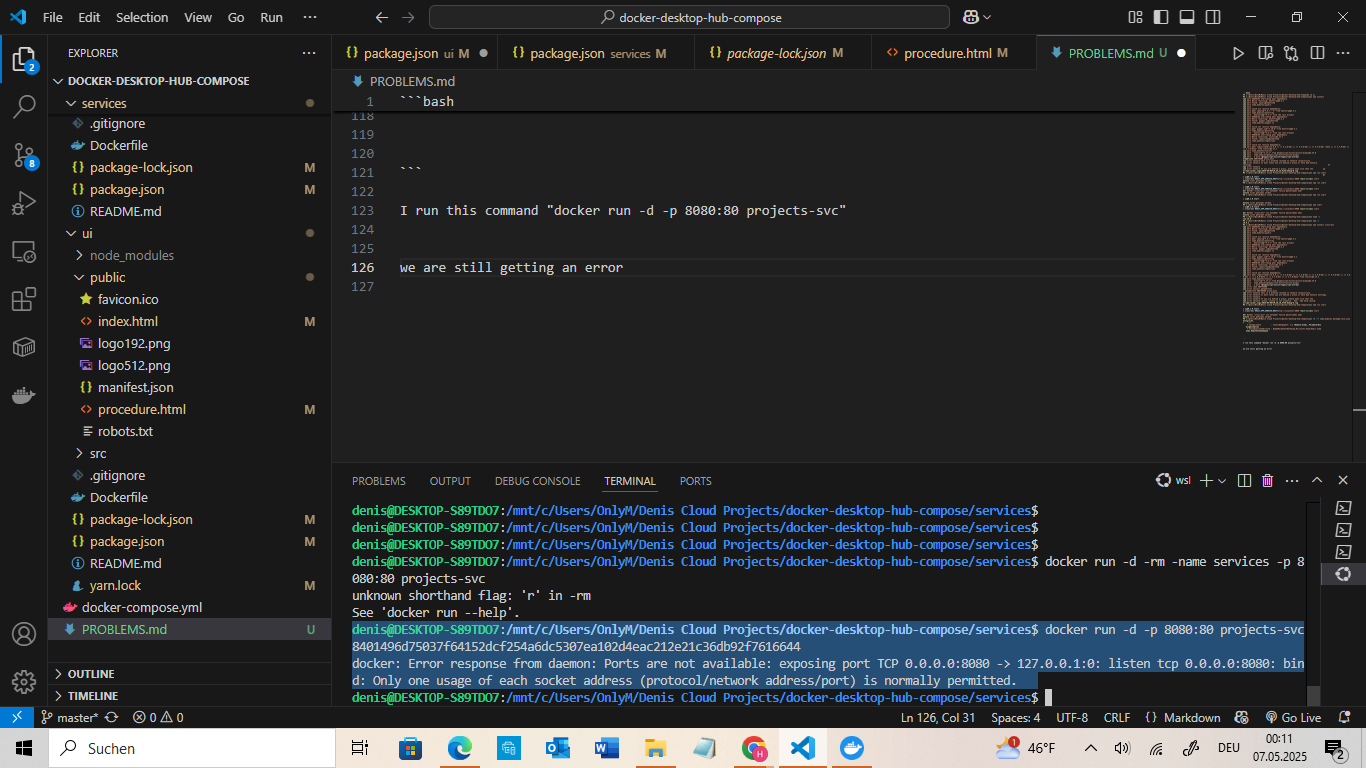 File Edit Selection View Go Run ··· docker-desktop-hub-compose
EXPLORER ···
package.json ui M
package.json services M
package-lock.json M
procedure.html M
PROBLEMS.md U
DOCKER-DESKTOP-HUB-COMPOSE
PROBLEMS.md
services
1 ```bash
.gitignore
118
Dockerfile
119
package-lock.json M
120
package.json M
121 ```
README.md
122
ui
123 I run this command "docker run -d -p 8080:80 projects-svc"
node_modules
124
public
125
favicon.ico
126 we are still getting an error
index.html M
127
logo192.png
logo512.png
manifest.json
procedure.html M
robots.txt
src
.gitignore
Dockerfile
package-lock.json M
package.json M
README.md
yarn.lock M
docker-compose.yml
PROBLEMS.md U
OUTLINE
TIMELINE
PROBLEMS OUTPUT DEBUG CONSOLE TERMINAL PORTS wsl
denis@DESKTOP-S89TDO7:/mnt/c/Users/OnlyM/Denis Cloud Projects/docker-desktop-hub-compose/services$
denis@DESKTOP-S89TDO7:/mnt/c/Users/OnlyM/Denis Cloud Projects/docker-desktop-hub-compose/services$
denis@DESKTOP-S89TDO7:/mnt/c/Users/OnlyM/Denis Cloud Projects/docker-desktop-hub-compose/services$
denis@DESKTOP-S89TDO7:/mnt/c/Users/OnlyM/Denis Cloud Projects/docker-desktop-hub-compose/services$ docker run -d -rm -name services -p 8
080:80 projects-svc
unknown shorthand flag: 'r' in -rm
See 'docker run --help'.
denis@DESKTOP-S89TDO7:/mnt/c/Users/OnlyM/Denis Cloud Projects/docker-desktop-hub-compose/services$ docker run -d -p 8080:80 projects-svc
8401496d75037f64152dcf254a6dc5307ea102d4eac212e21c36db92f7616644
docker: Error response from daemon: Ports are not available: exposing port TCP 0.0.0.0:8080 -> 127.0.0.1:0: listen tcp 0.0.0.0:8080: bin
d: Only one usage of each socket address (protocol/network address/port) is normally permitted.
denis@DESKTOP-S89TDO7:/mnt/c/Users/OnlyM/Denis Cloud Projects/docker-desktop-hub-compose/services$
master* 0 0 Ln 126, Col 31 Spaces: 4 UTF-8 CRLF {} Markdown Go Live
2
8
Suchen
1 46°F DEU
00:11
07.05.2025
2
H